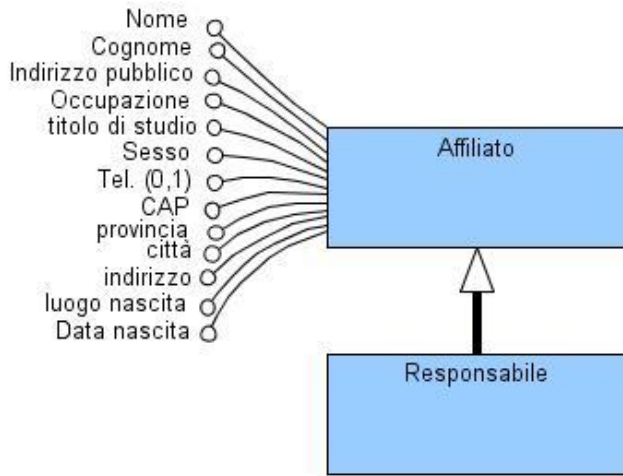 Nome
Cognome
Indirizzo pubblico
Occupazione
titolo di studio
Sesso
Tel. (0,1)
CAP
provincia
città
indirizzo
luogo nascita
Data nascita
Affiliato
Responsabile